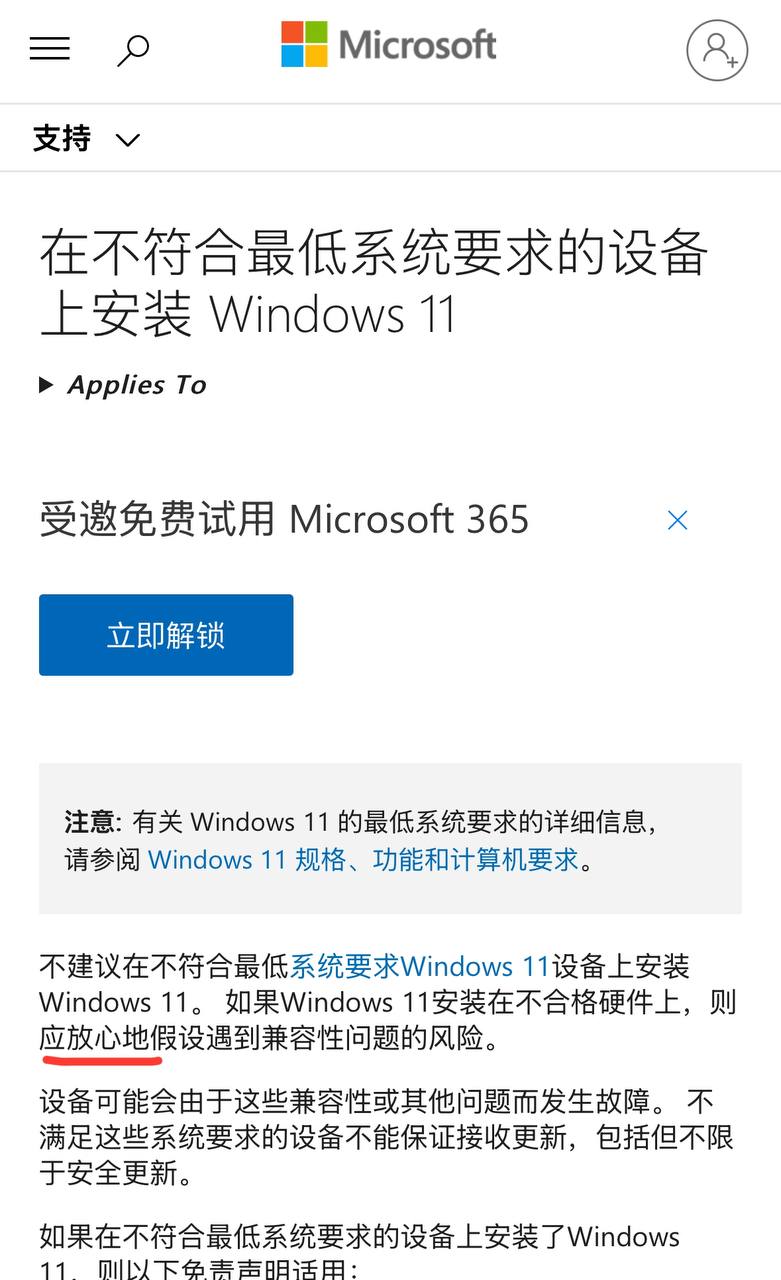 Microsoft
支持
在不符合最低系统要求的设备
上安装 Windows 11
Applies To
受邀免费试用 Microsoft 365
立即解锁
注意: 有关 Windows 11 的最低系统要求的详细信息，
请参阅 Windows 11 规格、功能和计算机要求。
不建议在不符合最低系统要求Windows 11设备上安装
Windows 11。 如果Windows 11安装在不合格硬件上，则
应放心地假设遇到兼容性问题的风险。
设备可能会由于这些兼容性或其他问题而发生故障。 不
满足这些系统要求的设备不能保证接收更新，包括但不限
于安全更新。
如果在不符合最低系统要求的设备上安装了Windows
11，则以下免责声明适用：